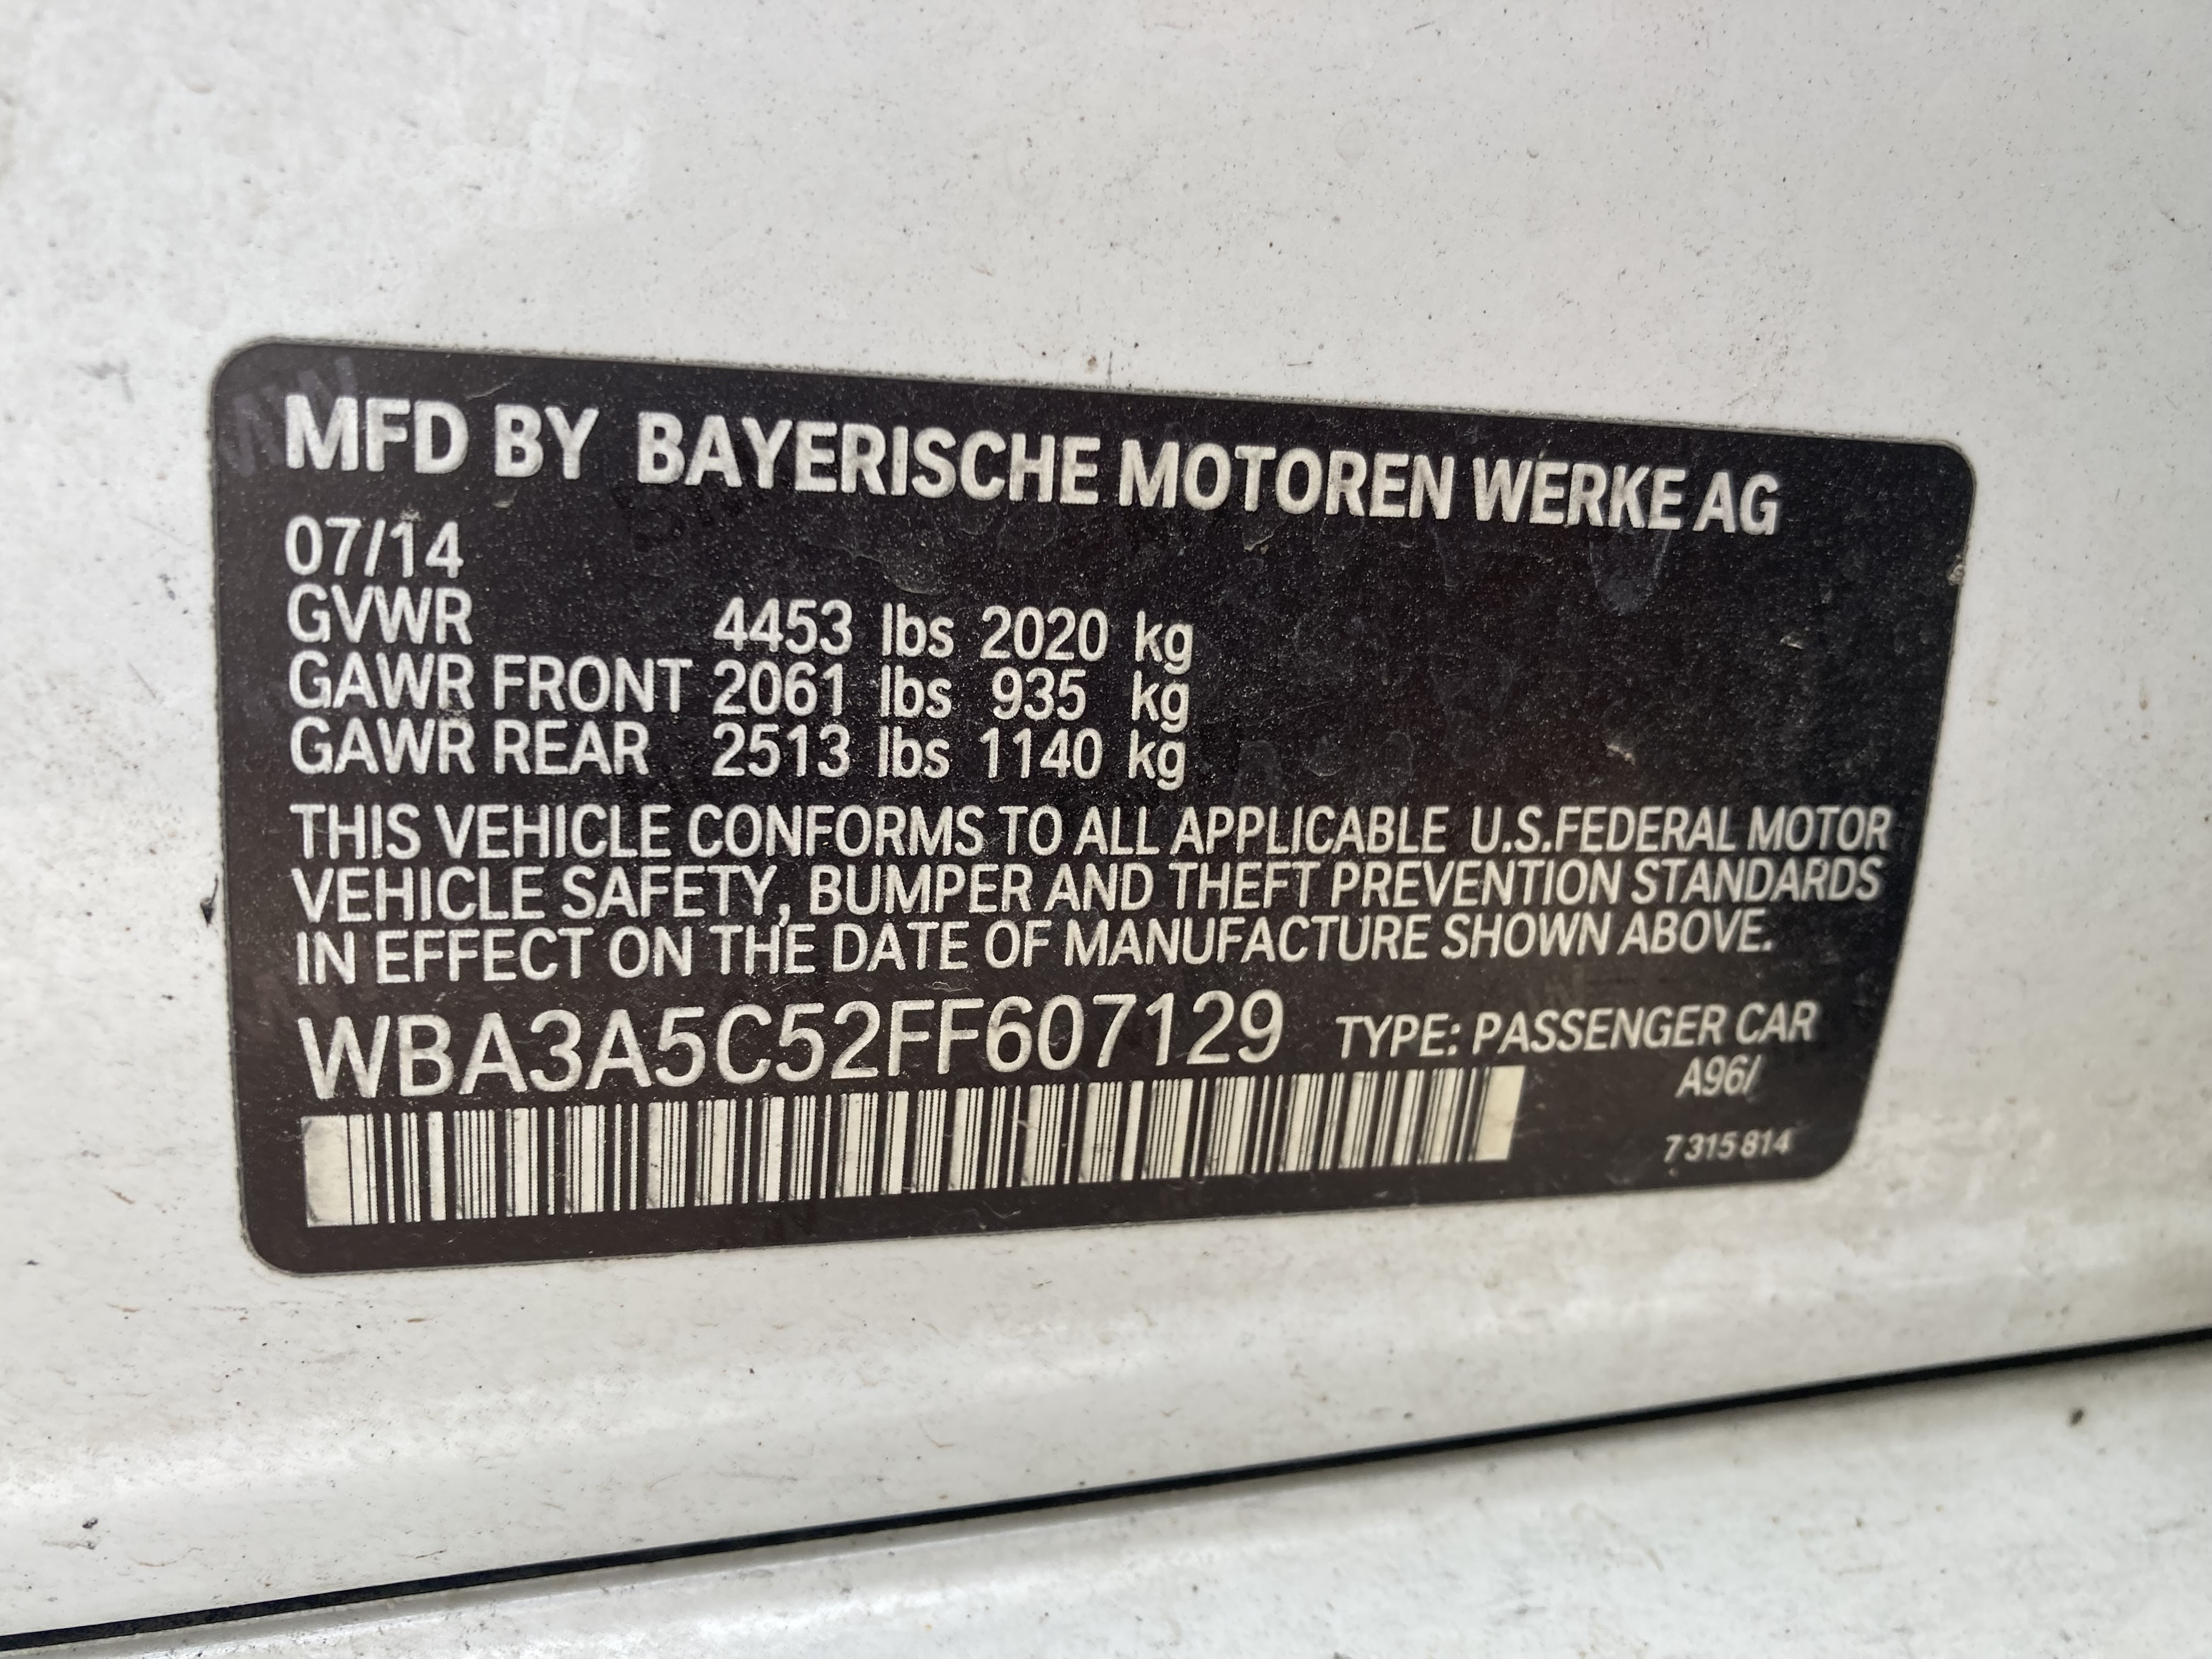 MFD BY BAYERISCHE MOTOREN WERKE AG
07/14
GVWR 4453 lbs 2020 kg
GAWR FRONT 2061 lbs 935 kg
GAWR REAR 2513 lbs 1140 kg
THIS VEHICLE CONFORMS TO ALL APPLICABLE U.S.FEDERAL MOTOR
VEHICLE SAFETY, BUMPER AND THEFT PREVENTION STANDARDS
IN EFFECT ON THE DATE OF MANUFACTURE SHOWN ABOVE.
WBA3A5C52FF607129 TYPE: PASSENGER CAR
A96/
7 315 814